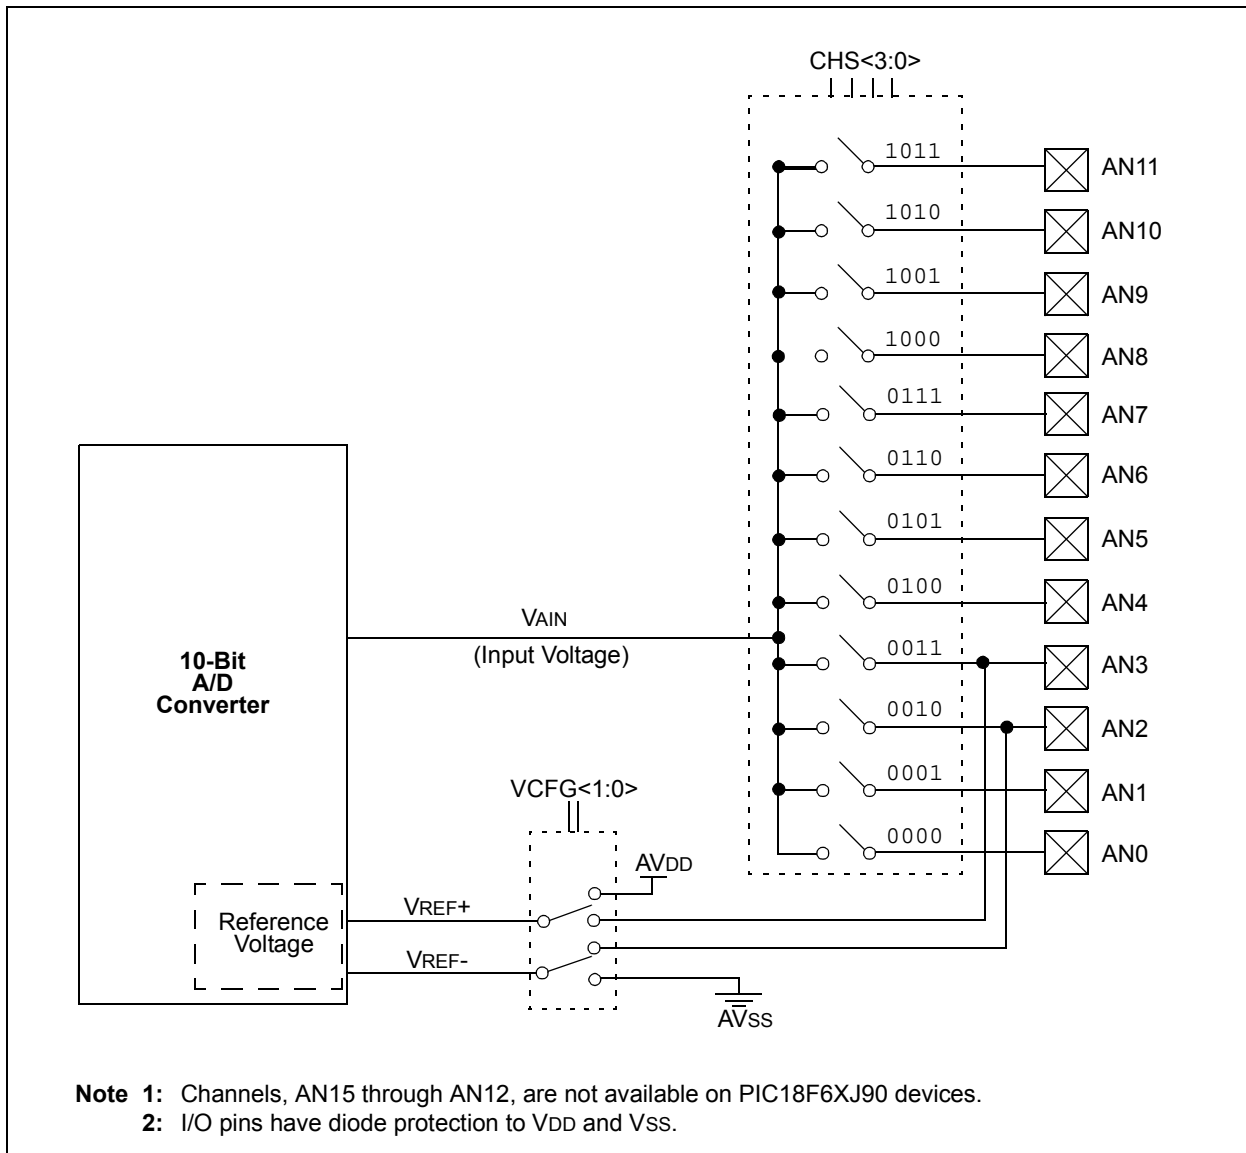 CHS<3:0>
1011 AN11
1010 AN10
1001 AN9
1000 AN8
0111 AN7
0110 AN6
0101 AN5
0100 AN4
VAIN
(Input Voltage)
0011 AN3
10-Bit
A/D
Converter
0010 AN2
VCFG<1:0>
0001 AN1
0000 AN0
AVDD
VREF+
Reference
Voltage
VREF-
AVSS
Note 1: Channels, AN15 through AN12, are not available on PIC18F6XJ90 devices.
2: I/O pins have diode protection to VDD and VSS.